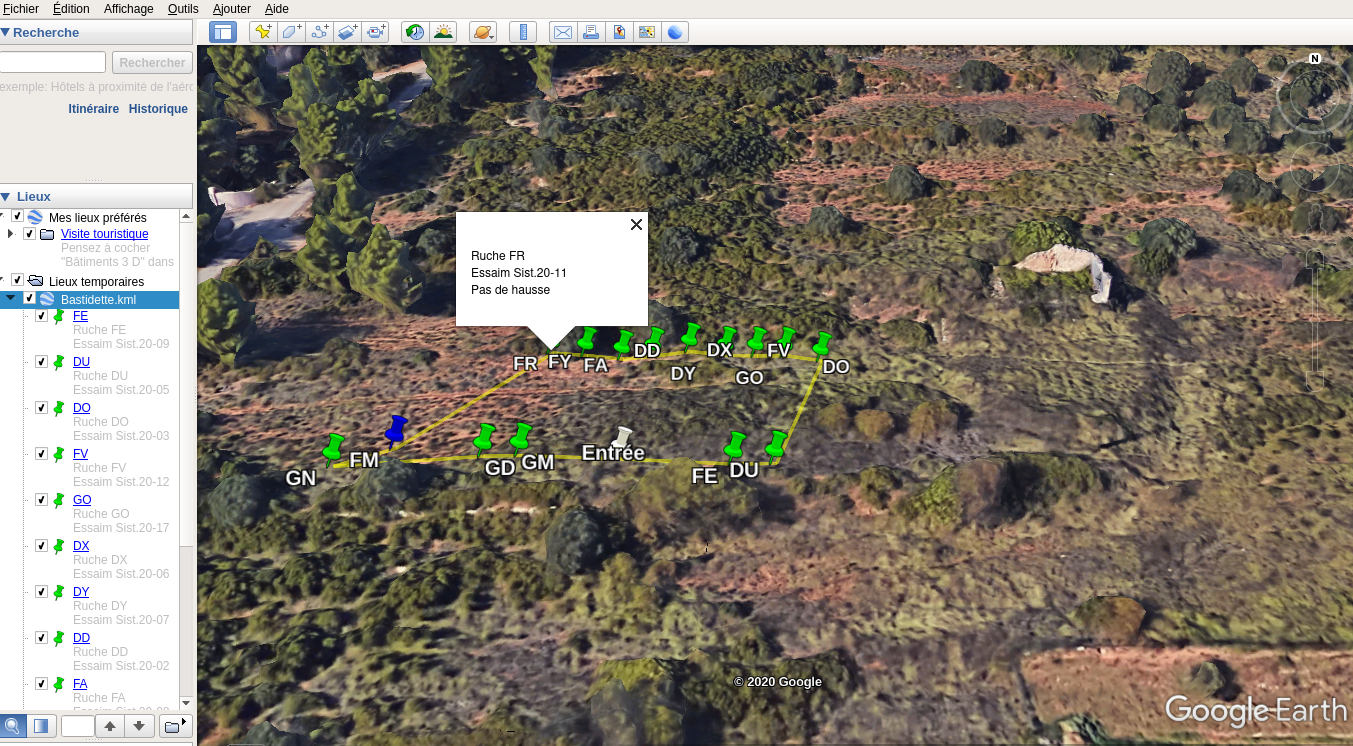 Fichier Édition Affichage Outils Ajouter Aide
Recherche
Rechercher
exemple: Hôtels à proximité de l'aéro
Itinéraire Historique
Lieux
Mes lieux préférés
Visite touristique
Pensez à cocher
"Bâtiments 3 D" dans
Lieux temporaires
Bastidette.kml
FE
Ruche FE
Essaim Sist.20-09
DU
Ruche DU
Essaim Sist.20-05
DO
Ruche DO
Essaim Sist.20-03
FV
Ruche FV
Essaim Sist.20-12
GO
Ruche GO
Essaim Sist.20-17
DX
Ruche DX
Essaim Sist.20-06
DY
Ruche DY
Essaim Sist.20-07
DD
Ruche DD
Essaim Sist.20-02
FA
Ruche FA
N
Ruche FR
Essaim Sist.20-11
Pas de hausse
FR FY FA DD DY DX GO FV DO
GN FM GD GM Entrée FE DU
© 2020 Google
Google Earth